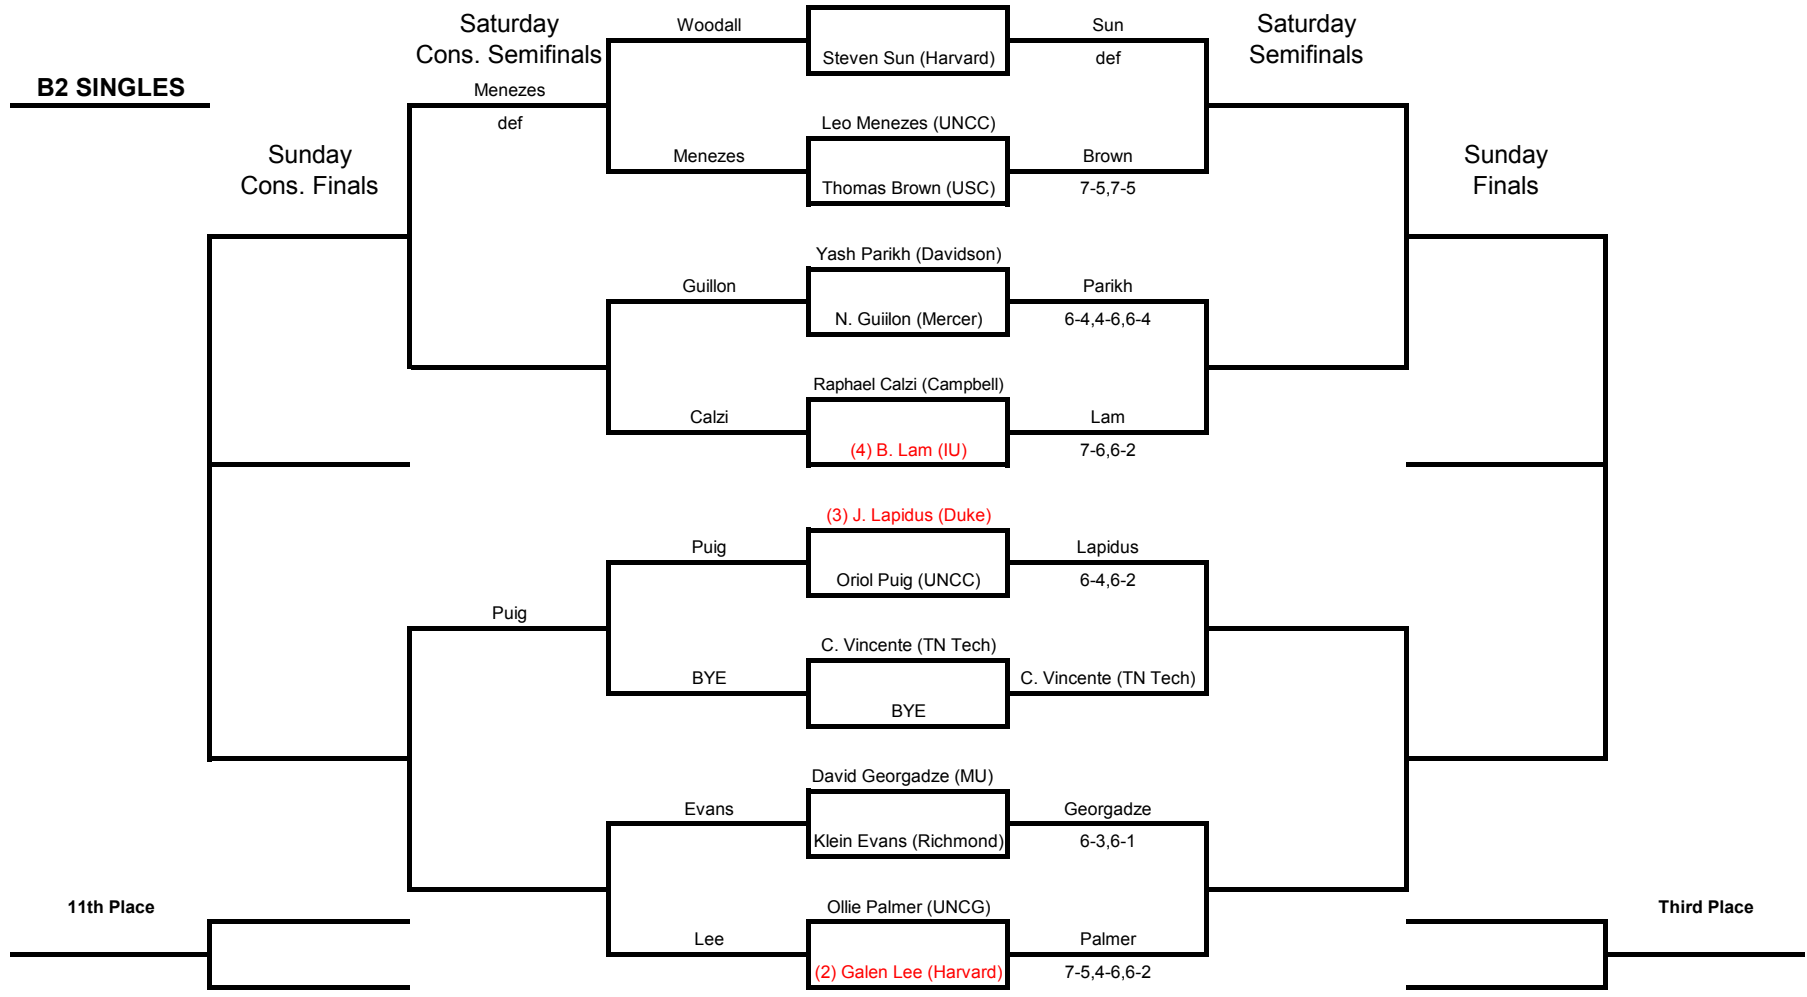 Woodall
Sun
Saturday
Cons. Semifinals
Saturday
Semifinals
Steven Sun (Harvard)
def
B2 SINGLES
Menezes
def
Leo Menezes (UNCC)
Sunday
Cons. Finals
Menezes
Brown
Sunday
Finals
Thomas Brown (USC)
7-5,7-5
Yash Parikh (Davidson)
Guillon
Parikh
N. Guiilon (Mercer)
6-4,4-6,6-4
Raphael Calzi (Campbell)
Calzi
Lam
(4) B. Lam (IU)
7-6,6-2
(3) J. Lapidus (Duke)
Puig
Lapidus
Oriol Puig (UNCC)
6-4,6-2
Puig
C. Vincente (TN Tech)
BYE
C. Vincente (TN Tech)
BYE
David Georgadze (MU)
Evans
Georgadze
Klein Evans (Richmond)
6-3,6-1
11th Place
Ollie Palmer (UNCG)
Third Place
Lee
Palmer
(2) Galen Lee (Harvard)
7-5,4-6,6-2